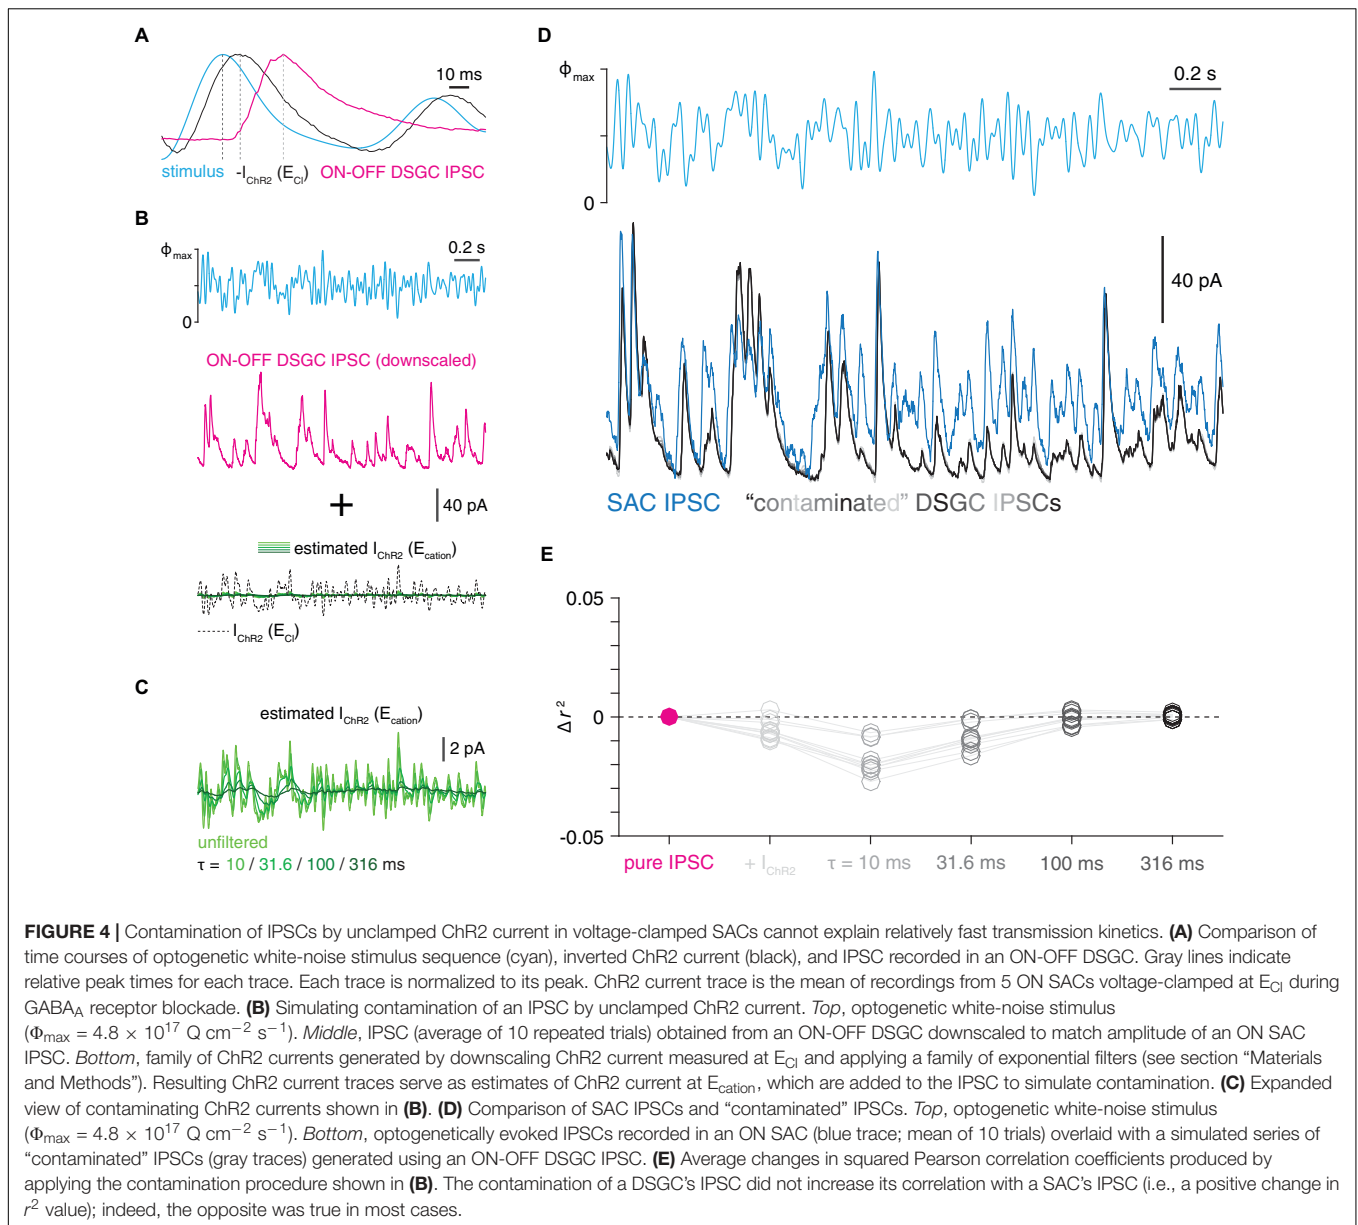 A
10 ms
stimulus -I_ChR2 (E_Cl) ON-OFF DSGC IPSC
B
ϕ_max
0.2 s
0
ON-OFF DSGC IPSC (downscaled)
+
40 pA
estimated I_ChR2 (E_cation)
I_ChR2 (E_Cl)
C
estimated I_ChR2 (E_cation)
2 pA
unfiltered
τ = 10 / 31.6 / 100 / 316 ms
D
ϕ_max
0.2 s
0
40 pA
SAC IPSC “contaminated” DSGC IPSCs
E
0.05
Δ r²
0
-0.05
pure IPSC + I_ChR2 τ = 10 ms 31.6 ms 100 ms 316 ms
FIGURE 4 | Contamination of IPSCs by unclamped ChR2 current in voltage-clamped SACs cannot explain relatively fast transmission kinetics. (A) Comparison of
time courses of optogenetic white-noise stimulus sequence (cyan), inverted ChR2 current (black), and IPSC recorded in an ON-OFF DSGC. Gray lines indicate
relative peak times for each trace. Each trace is normalized to its peak. ChR2 current trace is the mean of recordings from 5 ON SACs voltage-clamped at E_Cl during
GABA_A receptor blockade. (B) Simulating contamination of an IPSC by unclamped ChR2 current. Top, optogenetic white-noise stimulus
(Φ_max = 4.8 × 10¹⁷ Q cm⁻² s⁻¹). Middle, IPSC (average of 10 repeated trials) obtained from an ON-OFF DSGC downscaled to match amplitude of an ON SAC
IPSC. Bottom, family of ChR2 currents generated by downscaling ChR2 current measured at E_Cl and applying a family of exponential filters (see section “Materials
and Methods”). Resulting ChR2 current traces serve as estimates of ChR2 current at E_cation, which are added to the IPSC to simulate contamination. (C) Expanded
view of contaminating ChR2 currents shown in (B). (D) Comparison of SAC IPSCs and “contaminated” IPSCs. Top, optogenetic white-noise stimulus
(Φ_max = 4.8 × 10¹⁷ Q cm⁻² s⁻¹). Bottom, optogenetically evoked IPSCs recorded in an ON SAC (blue trace; mean of 10 trials) overlaid with a simulated series of
“contaminated” IPSCs (gray traces) generated using an ON-OFF DSGC IPSC. (E) Average changes in squared Pearson correlation coefficients produced by
applying the contamination procedure shown in (B). The contamination of a DSGC’s IPSC did not increase its correlation with a SAC’s IPSC (i.e., a positive change in
r² value); indeed, the opposite was true in most cases.